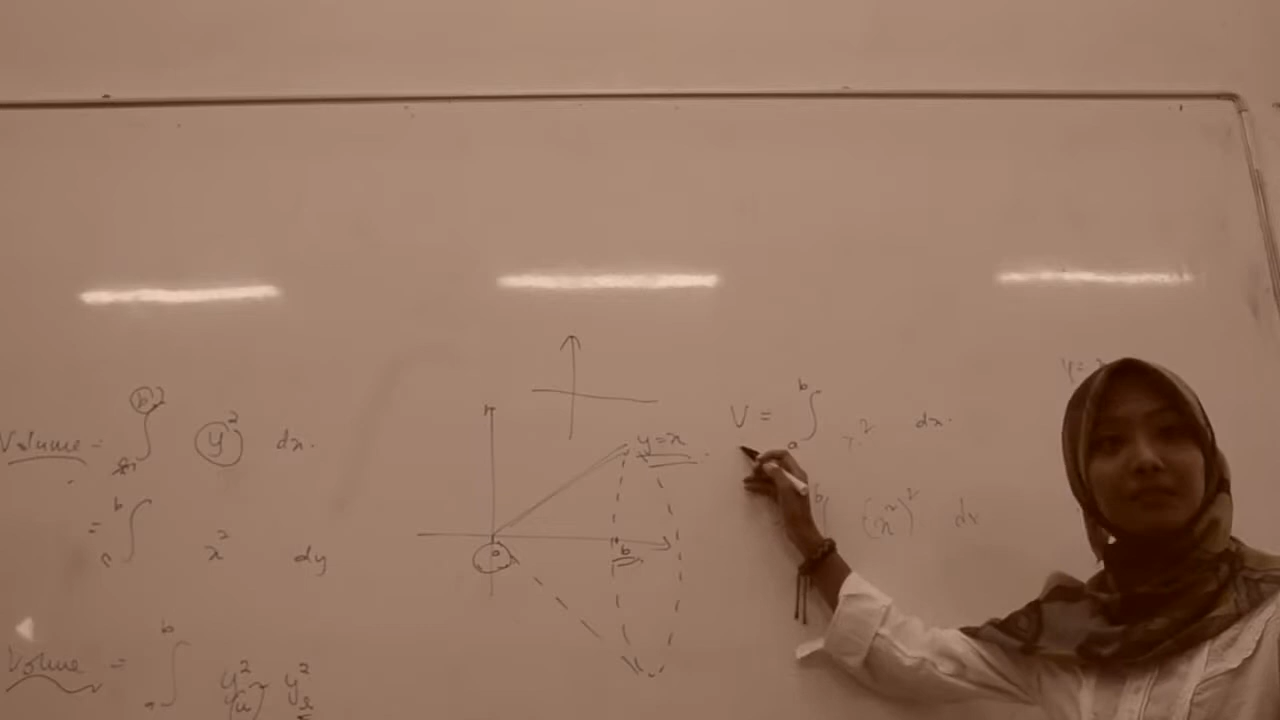 Volume = ∫ y² dx.
= ∫ x² dy
b
Volume =
b
∫
a
y² y²
y=x
a
b
b
V = ∫ x² dx.
a
b
(x²)² dx
y=